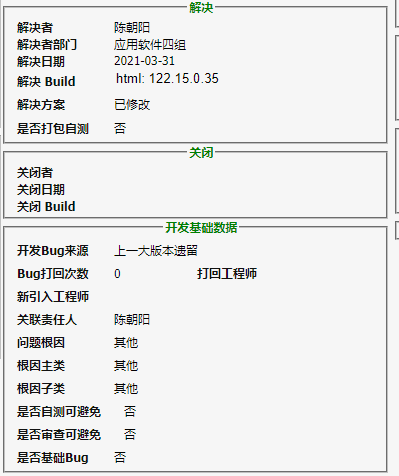 解决
解决者 陈朝阳
解决者部门 应用软件四组
解决日期 2021-03-31
解决 Build html: 122.15.0.35
解决方案 已修改
是否打包自测 否
关闭
关闭者
关闭日期
关闭 Build
开发基础数据
开发Bug来源 上一大版本遗留
Bug打回次数 0 打回工程师
新引入工程师
关联责任人 陈朝阳
问题根因 其他
根因主类 其他
根因子类 其他
是否自测可避免 否
是否审查可避免 否
是否基础Bug 否